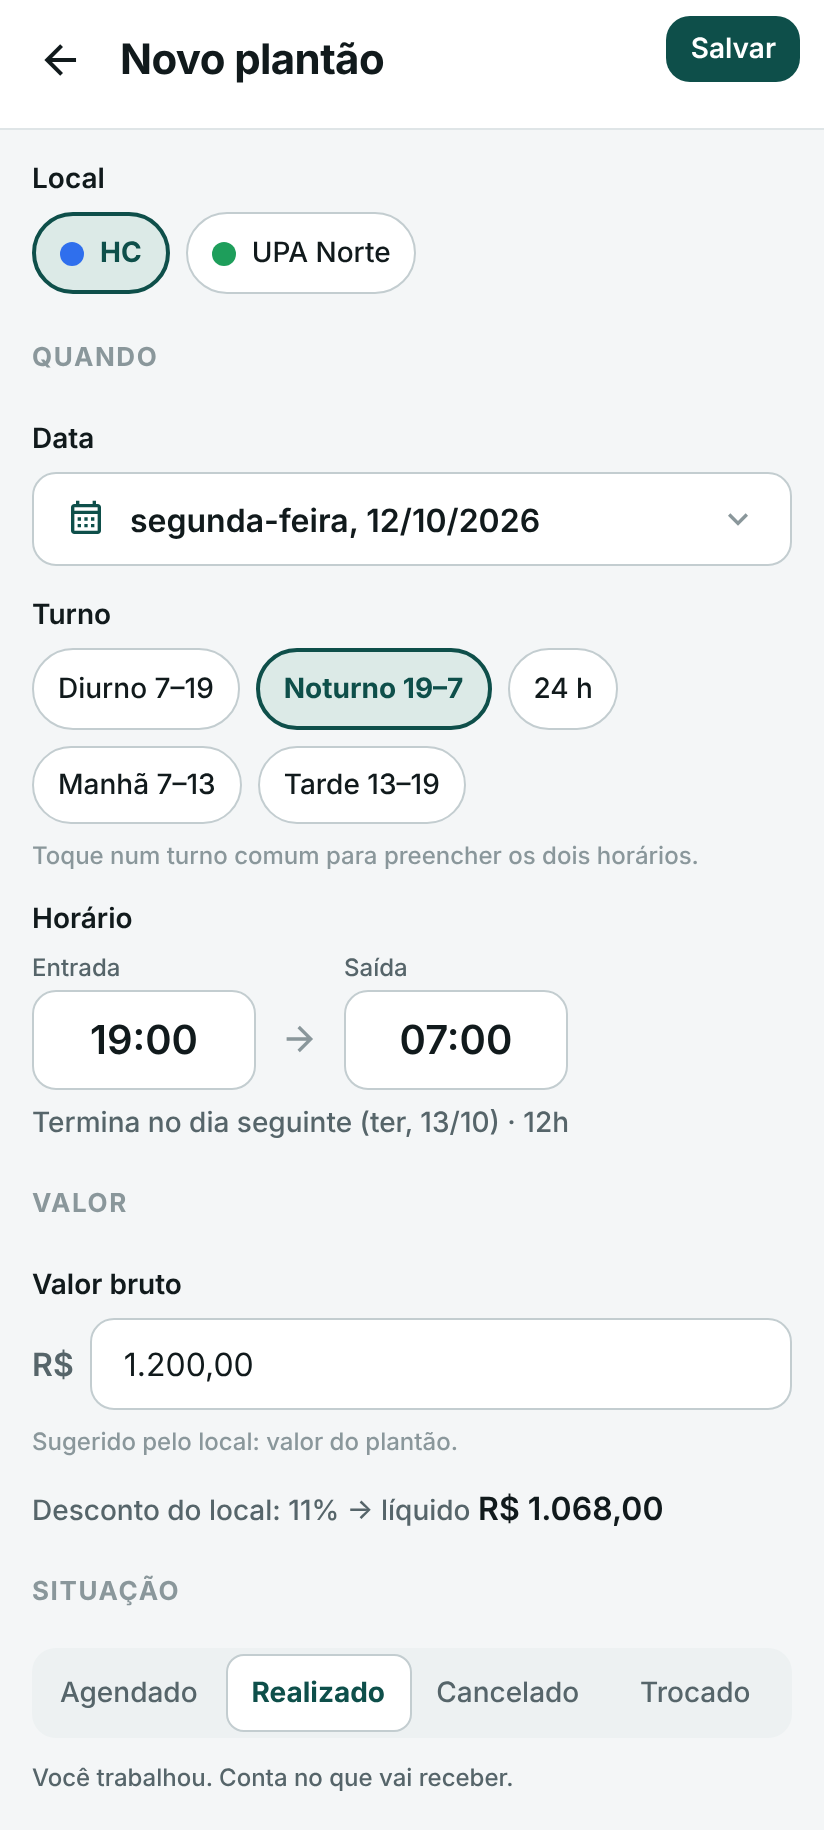 Novo plantão
Salvar
Local
HC
UPA Norte
QUANDO
Data
segunda-feira, 12/10/2026
Turno
Diurno 7–19
Noturno 19–7
24 h
Manhã 7–13
Tarde 13–19
Toque num turno comum para preencher os dois horários.
Horário
Entrada
Saída
19:00
→
07:00
Termina no dia seguinte (ter, 13/10) · 12h
VALOR
Valor bruto
R$ 1.200,00
Sugerido pelo local: valor do plantão.
Desconto do local: 11% → líquido R$ 1.068,00
SITUAÇÃO
Agendado
Realizado
Cancelado
Trocado
Você trabalhou. Conta no que vai receber.